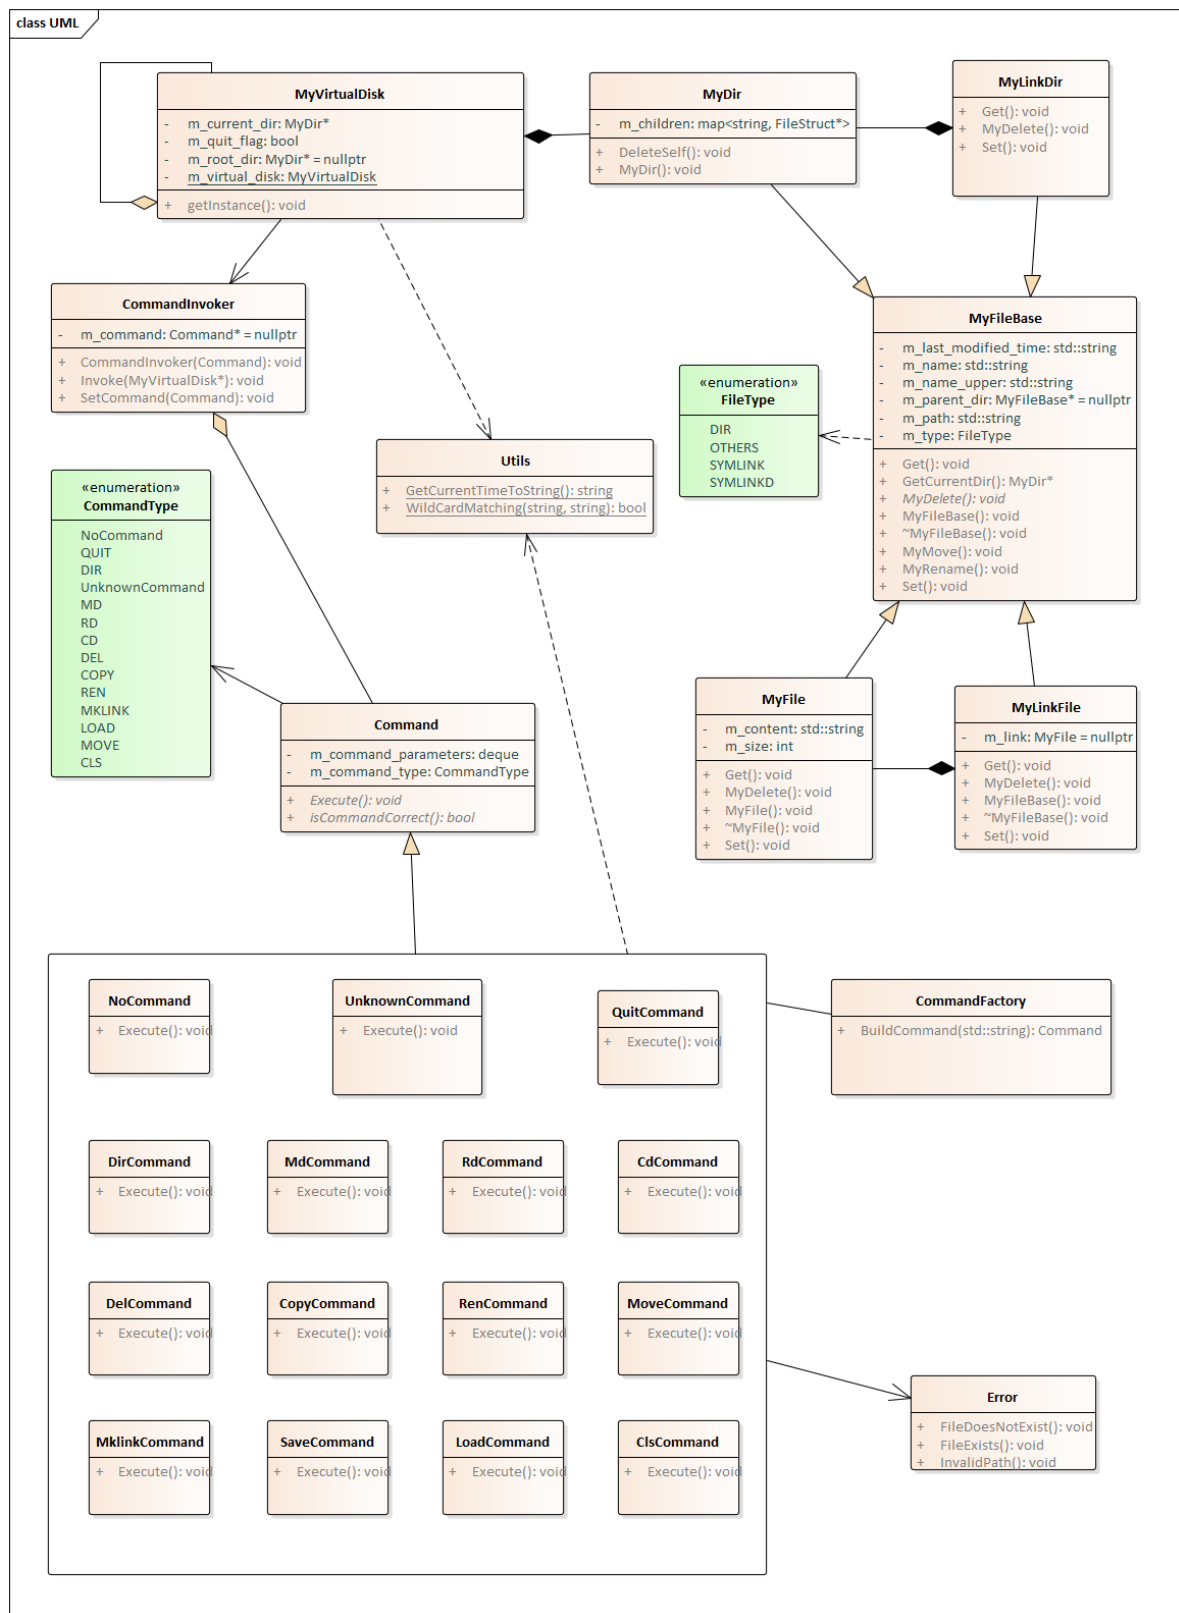 class UML
MyVirtualDisk
- m_current_dir: MyDir*
- m_quit_flag: bool
- m_root_dir: MyDir* = nullptr
- m_virtual_disk: MyVirtualDisk
+ getInstance(): void
MyDir
- m_children: map<string, FileStruct*>
+ DeleteSelf(): void
+ MyDir(): void
MyLinkDir
+ Get(): void
+ MyDelete(): void
+ Set(): void
CommandInvoker
- m_command: Command* = nullptr
+ CommandInvoker(Command): void
+ Invoke(MyVirtualDisk*): void
+ SetCommand(Command): void
MyFileBase
- m_last_modified_time: std::string
- m_name: std::string
- m_name_upper: std::string
- m_parent_dir: MyFileBase* = nullptr
- m_path: std::string
- m_type: FileType
+ Get(): void
+ GetCurrentDir(): MyDir*
+ MyDelete(): void
+ MyFileBase(): void
+ ~MyFileBase(): void
+ MyMove(): void
+ MyRename(): void
+ Set(): void
«enumeration»
FileType
DIR
OTHERS
SYMLINK
SYMLINKD
Utils
+ GetCurrentTimeToString(): string
+ WildCardMatching(string, string): bool
«enumeration»
CommandType
NoCommand
QUIT
DIR
UnknownCommand
MD
RD
CD
DEL
COPY
REN
MKLINK
LOAD
MOVE
CLS
Command
- m_command_parameters: deque
- m_command_type: CommandType
+ Execute(): void
+ isCommandCorrect(): bool
MyFile
- m_content: std::string
- m_size: int
+ Get(): void
+ MyDelete(): void
+ MyFile(): void
+ ~MyFile(): void
+ Set(): void
MyLinkFile
- m_link: MyFile = nullptr
+ Get(): void
+ MyDelete(): void
+ MyFileBase(): void
+ ~MyFileBase(): void
+ Set(): void
NoCommand
+ Execute(): void
UnknownCommand
+ Execute(): void
QuitCommand
+ Execute(): void
CommandFactory
+ BuildCommand(std::string): Command
DirCommand
+ Execute(): void
MdCommand
+ Execute(): void
RdCommand
+ Execute(): void
CdCommand
+ Execute(): void
DelCommand
+ Execute(): void
CopyCommand
+ Execute(): void
RenCommand
+ Execute(): void
MoveCommand
+ Execute(): void
Error
+ FileDoesNotExist(): void
+ FileExists(): void
+ InvalidPath(): void
MklinkCommand
+ Execute(): void
SaveCommand
+ Execute(): void
LoadCommand
+ Execute(): void
ClsCommand
+ Execute(): void